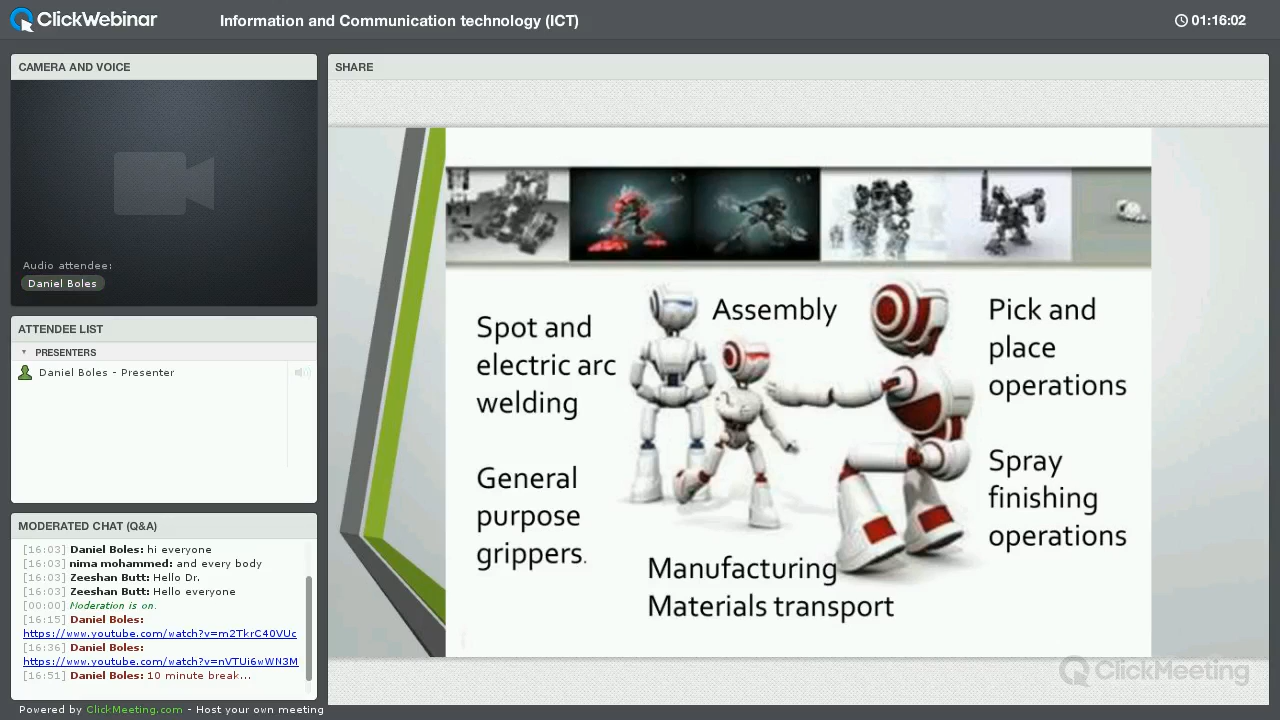 ClickWebinar
Information and Communication technology (ICT)
01:16:02
CAMERA AND VOICE
Audio attendee:
Daniel Boles
ATTENDEE LIST
PRESENTERS
Daniel Boles - Presenter
MODERATED CHAT (Q&A)
[16:03] Daniel Boles: hi everyone
[16:03] nima mohammed: and every body
[16:03] Zeeshan Butt: Hello Dr.
[16:03] Zeeshan Butt: Hello everyone
[00:00] Moderation is on.
[16:15] Daniel Boles:
https://www.youtube.com/watch?v=m2TkrC40VUc
[16:36] Daniel Boles:
https://www.youtube.com/watch?v=nVTUi6wWN3M
[16:51] Daniel Boles: 10 minute break...
Powered by ClickMeeting.com - Host your own meeting
SHARE
Spot and
electric arc
welding
General
purpose
grippers.
Assembly
Manufacturing
Materials transport
Pick and
place
operations
Spray
finishing
operations
ClickMeeting